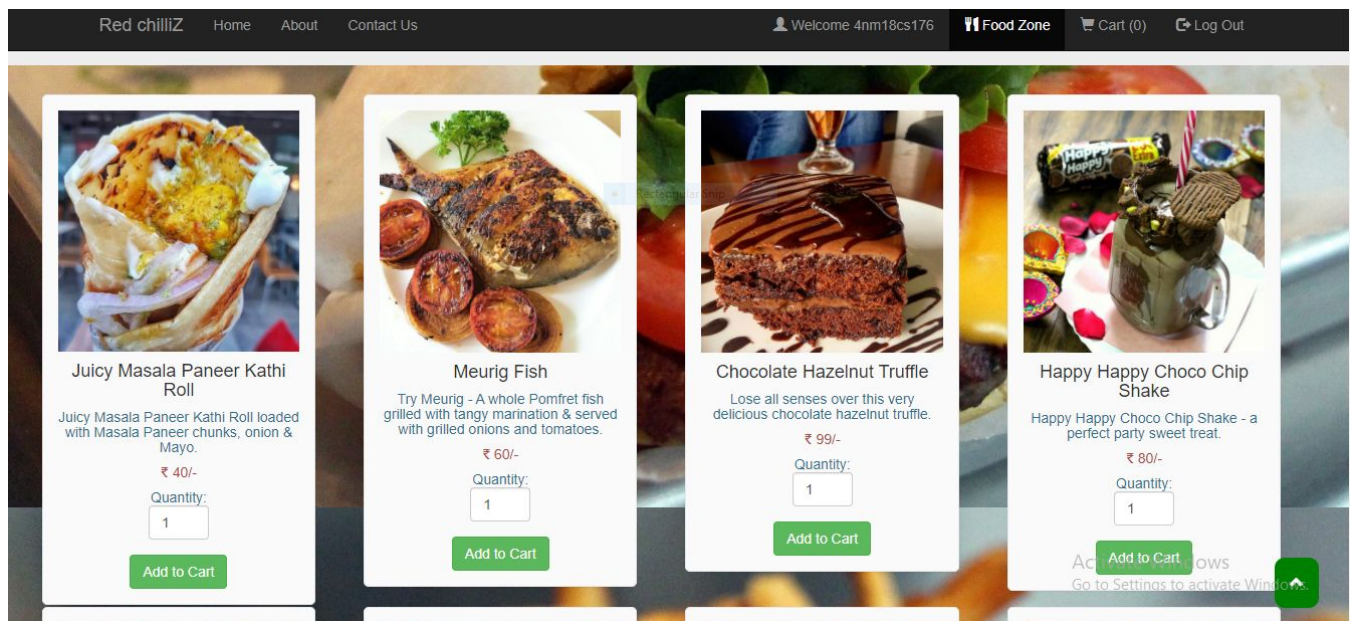 Red chilliZ Home About Contact Us Welcome 4nm18cs176 Food Zone Cart (0) Log Out
Rectangular Snip
Happy
Happy
Extra
Juicy Masala Paneer Kathi
Roll
Juicy Masala Paneer Kathi Roll loaded
with Masala Paneer chunks, onion &
Mayo.
₹ 40/-
Quantity:
1
Add to Cart
Meurig Fish
Try Meurig - A whole Pomfret fish
grilled with tangy marination & served
with grilled onions and tomatoes.
₹ 60/-
Quantity:
1
Add to Cart
Chocolate Hazelnut Truffle
Lose all senses over this very
delicious chocolate hazelnut truffle.
₹ 99/-
Quantity:
1
Add to Cart
Happy Happy Choco Chip
Shake
Happy Happy Choco Chip Shake - a
perfect party sweet treat.
₹ 80/-
Quantity:
1
Add to Cart
Activate Windows
Go to Settings to activate Windows.